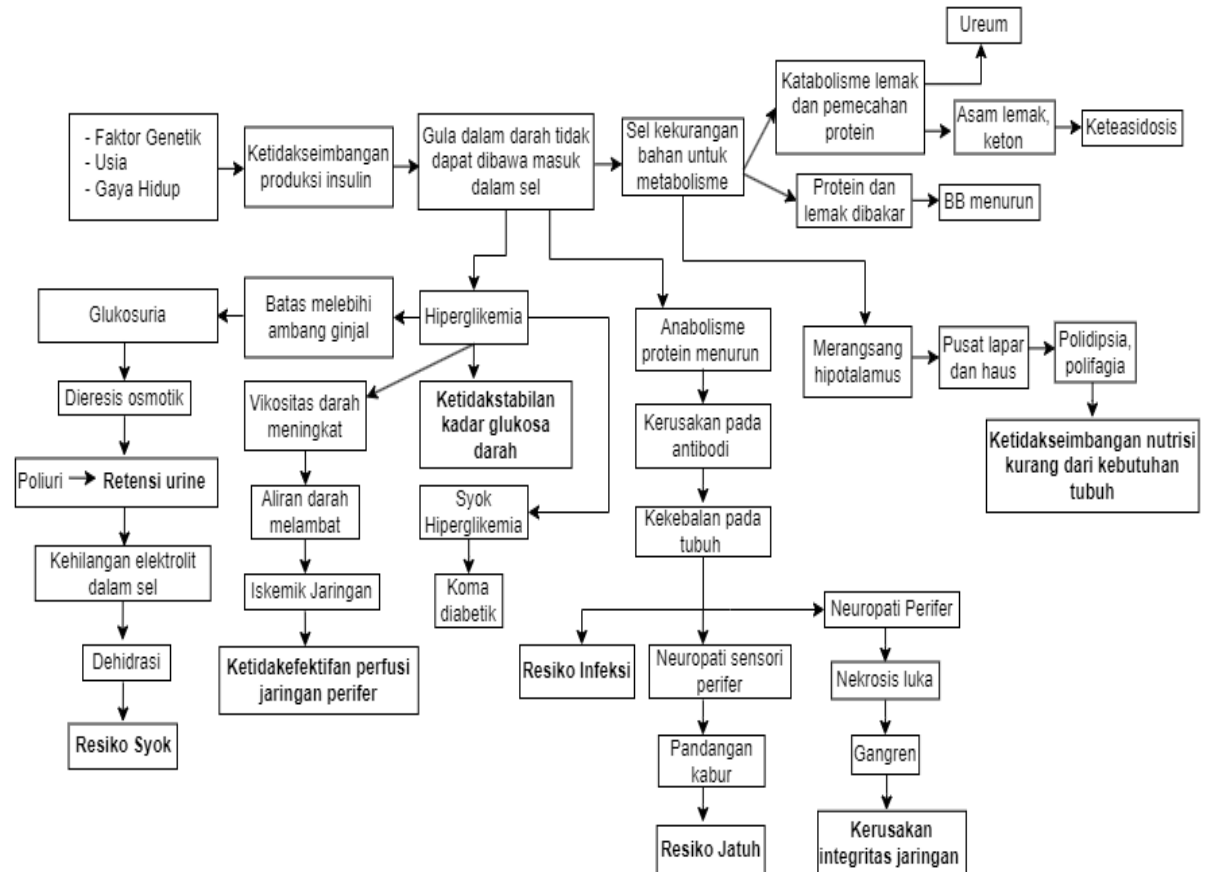 Ureum
Katabolisme lemak
dan pemecahan
protein
Asam lemak,
keton
Keteasidosis
- Faktor Genetik
- Usia
- Gaya Hidup
Ketidakseimbangan
produksi insulin
Gula dalam darah tidak
dapat dibawa masuk
dalam sel
Sel kekurangan
bahan untuk
metabolisme
Protein dan
lemak dibakar
BB menurun
Glukosuria
Batas melebihi
ambang ginjal
Hiperglikemia
Anabolisme
protein menurun
Merangsang
hipotalamus
Pusat lapar
dan haus
Polidipsia,
polifagia
Dieresis osmotik
Vikositas darah
meningkat
Ketidakstabilan
kadar glukosa
darah
Kerusakan pada
antibodi
Ketidakseimbangan nutrisi
kurang dari kebutuhan
tubuh
Poliuri
Retensi urine
Aliran darah
melambat
Syok
Hiperglikemia
Kekebalan pada
tubuh
Kehilangan elektrolit
dalam sel
Iskemik Jaringan
Koma
diabetik
Neuropati Perifer
Dehidrasi
Ketidakefektifan perfusi
jaringan perifer
Resiko Infeksi
Neuropati sensori
perifer
Nekrosis luka
Resiko Syok
Pandangan
kabur
Gangren
Resiko Jatuh
Kerusakan
integritas jaringan